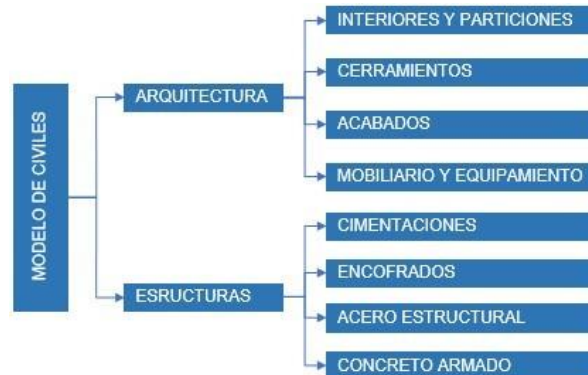 MODELO DE CIVILES
ARQUITECTURA
INTERIORES Y PARTICIONES
CERRAMIENTOS
ACABADOS
MOBILIARIO Y EQUIPAMIENTO
ESRUCTURAS
CIMENTACIONES
ENCOFRADOS
ACERO ESTRUCTURAL
CONCRETO ARMADO